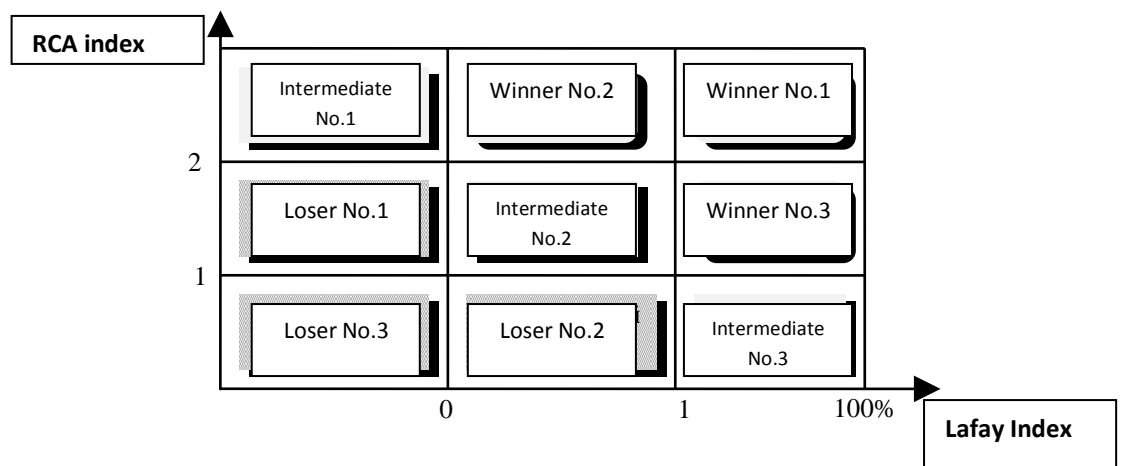 RCA index
Intermediate
No.1
Winner No.2
Winner No.1
2
Loser No.1
Intermediate
No.2
Winner No.3
1
Loser No.3
Loser No.2
Intermediate
No.3
0
1
100%
Lafay Index